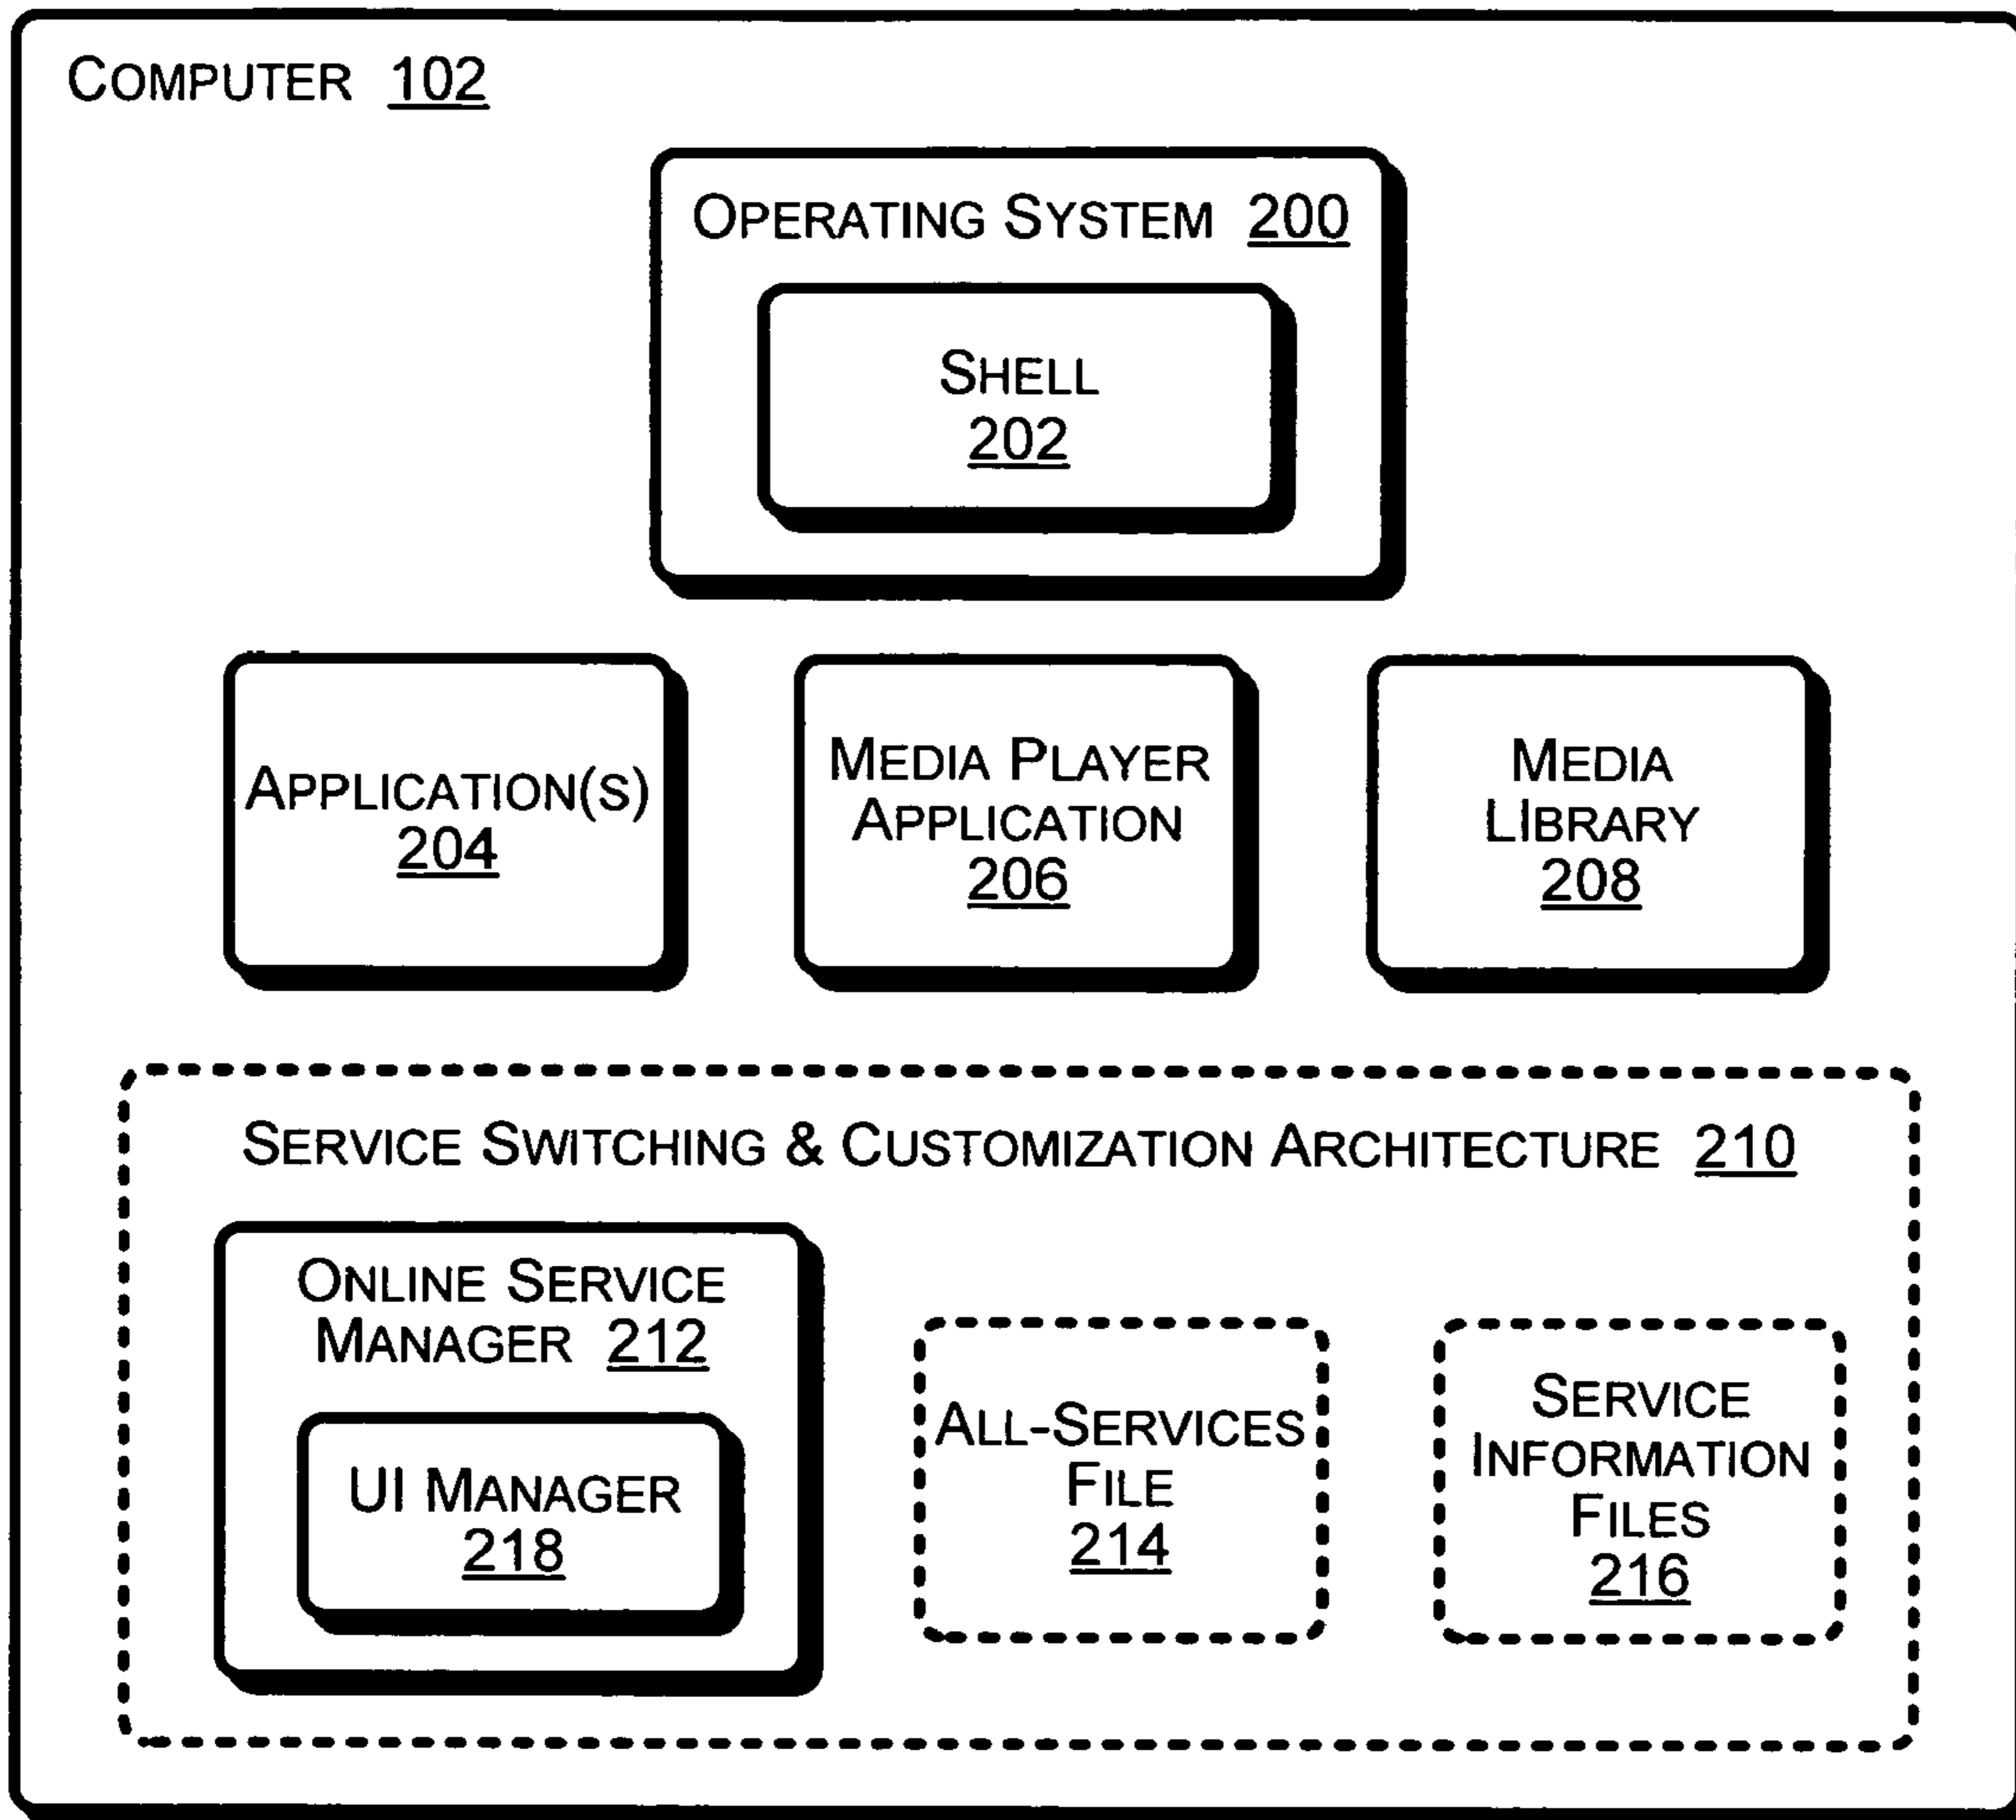 COMPUTER 102
OPERATING SYSTEM 200
SHELL
202
APPLICATION(S)
204
MEDIA PLAYER
APPLICATION
206
MEDIA
LIBRARY
208
SERVICE SWITCHING & CUSTOMIZATION ARCHITECTURE 210
ONLINE SERVICE
MANAGER 212
UI MANAGER
218
ALL-SERVICES
FILE
214
SERVICE
INFORMATION
FILES
216